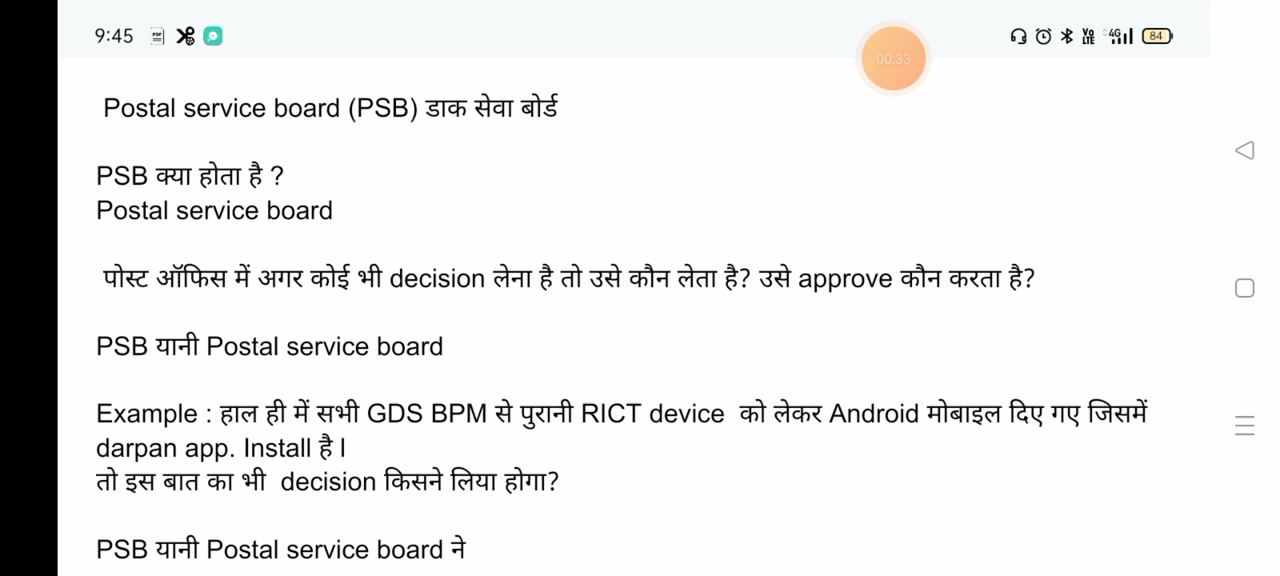 9:45
00:33
4G
84
Postal service board (PSB) डाक सेवा बोर्ड
PSB क्या होता है ?
Postal service board
पोस्ट ऑफिस में अगर कोई भी decision लेना है तो उसे कौन लेता है? उसे approve कौन करता है?
PSB यानी Postal service board
Example : हाल ही में सभी GDS BPM से पुरानी RICT device को लेकर Android मोबाइल दिए गए जिसमें
darpan app. Install है l
तो इस बात का भी decision किसने लिया होगा?
PSB यानी Postal service board ने